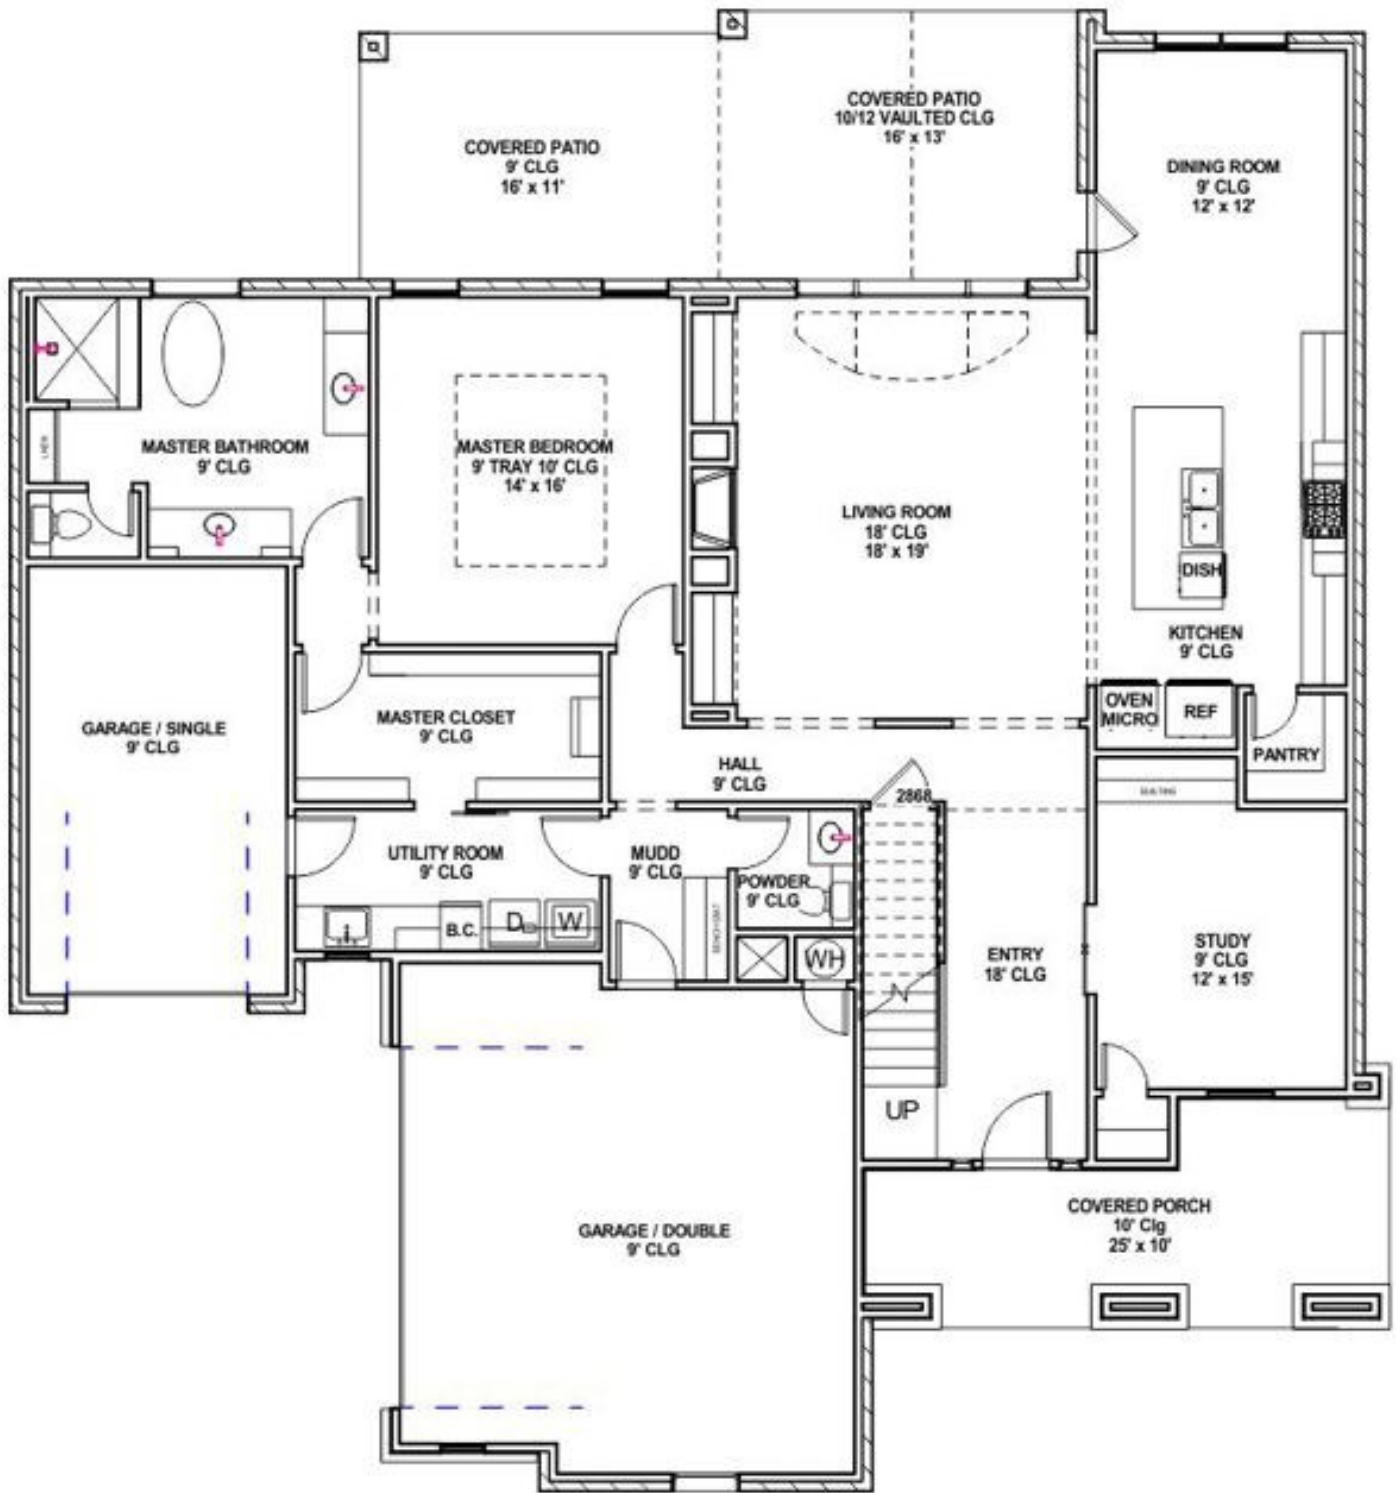 COVERED PATIO
10/12 VAULTED CLG
16' x 13'
COVERED PATIO
9' CLG
16' x 11'
DINING ROOM
9' CLG
12' x 12'
MASTER BATHROOM
9' CLG
LINEN
MASTER BEDROOM
9' TRAY 10' CLG
14' x 16'
LIVING ROOM
18' CLG
18' x 19'
DISH
KITCHEN
9' CLG
OVEN
MICRO
REF
PANTRY
GARAGE / SINGLE
9' CLG
MASTER CLOSET
9' CLG
HALL
9' CLG
2868
UTILITY ROOM
9' CLG
MUDD
9' CLG
POWDER
9' CLG
B.C.
D
W
WH
ENTRY
18' CLG
STUDY
9' CLG
12' x 15'
UP
COVERED PORCH
10' Clg
25' x 10'
GARAGE / DOUBLE
9' CLG